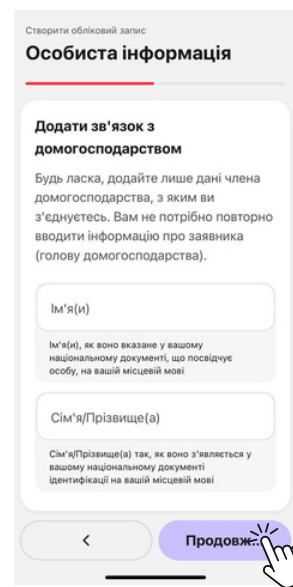 Створити обліковий запис
Особиста інформація
Додати зв'язок з
домогосподарством
Будь ласка, додайте лише дані члена
домогосподарства, з яким ви
з'єднуєтесь. Вам не потрібно повторно
вводити інформацію про заявника
(голову домогосподарства).
Ім'я(и)
Ім'я(и), як воно вказане у вашому
національному документі, що посвідчує
особу, на вашій місцевій мові
Сім'я/Прізвище(а)
Сім'я/Прізвище(а) так, як воно з'являється у
вашому національному документі
ідентифікації на вашій місцевій мові
Продовж...